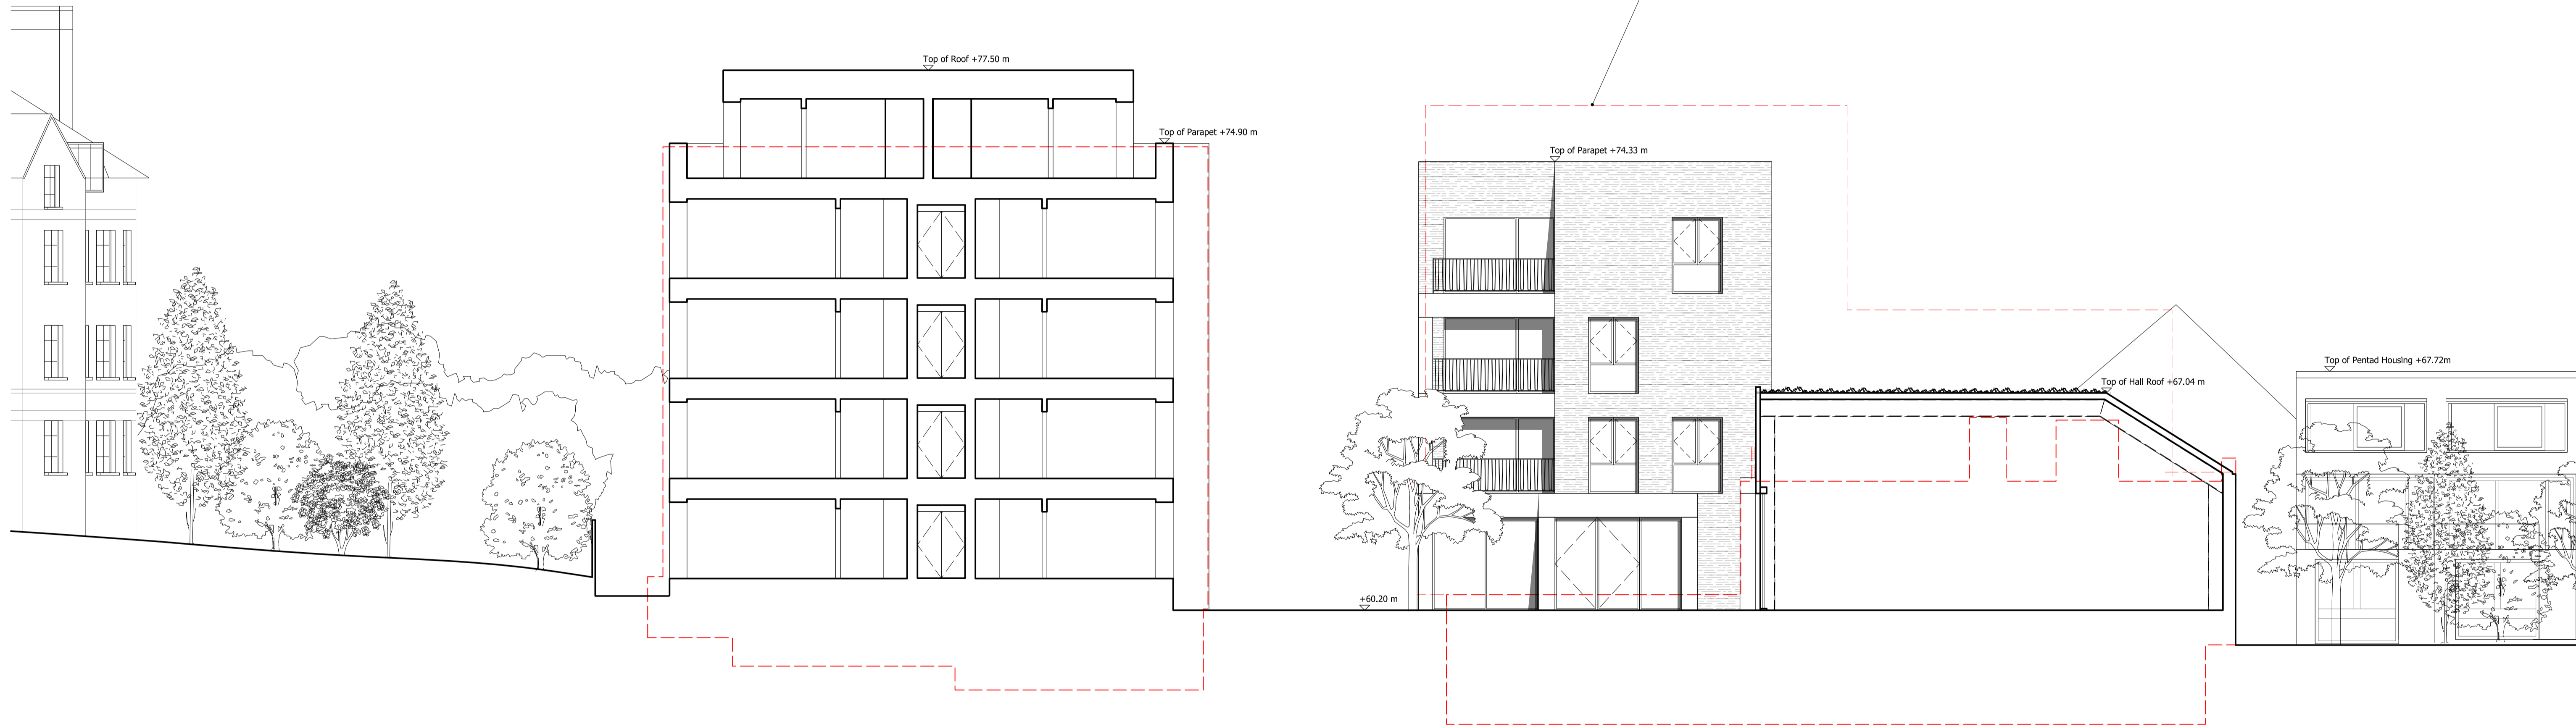 Top of Roof +77.50 m
Top of Parapet +74.90 m
Top of Parapet +74.33 m
Top of Pentad Housing +67.72m
Top of Hall Roof +67.04 m
+60.20 m